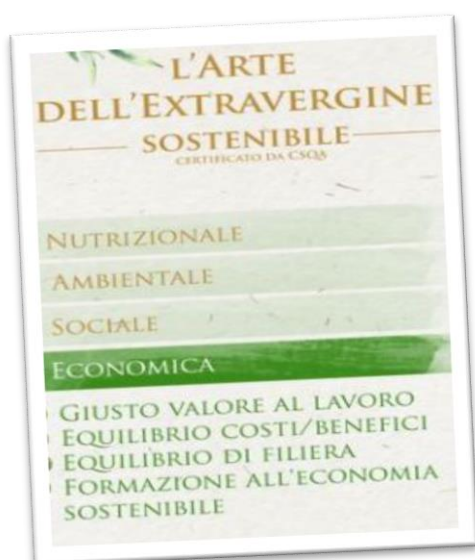 L'ARTE
DELL'EXTRAVERGINE
SOSTENIBILE
CERTIFICATO DA CSQA
NUTRIZIONALE
AMBIENTALE
SOCIALE
ECONOMICA
GIUSTO VALORE AL LAVORO
EQUILIBRIO COSTI/BENEFICI
EQUILIBRIO DI FILIERA
FORMAZIONE ALL'ECONOMIA
SOSTENIBILE